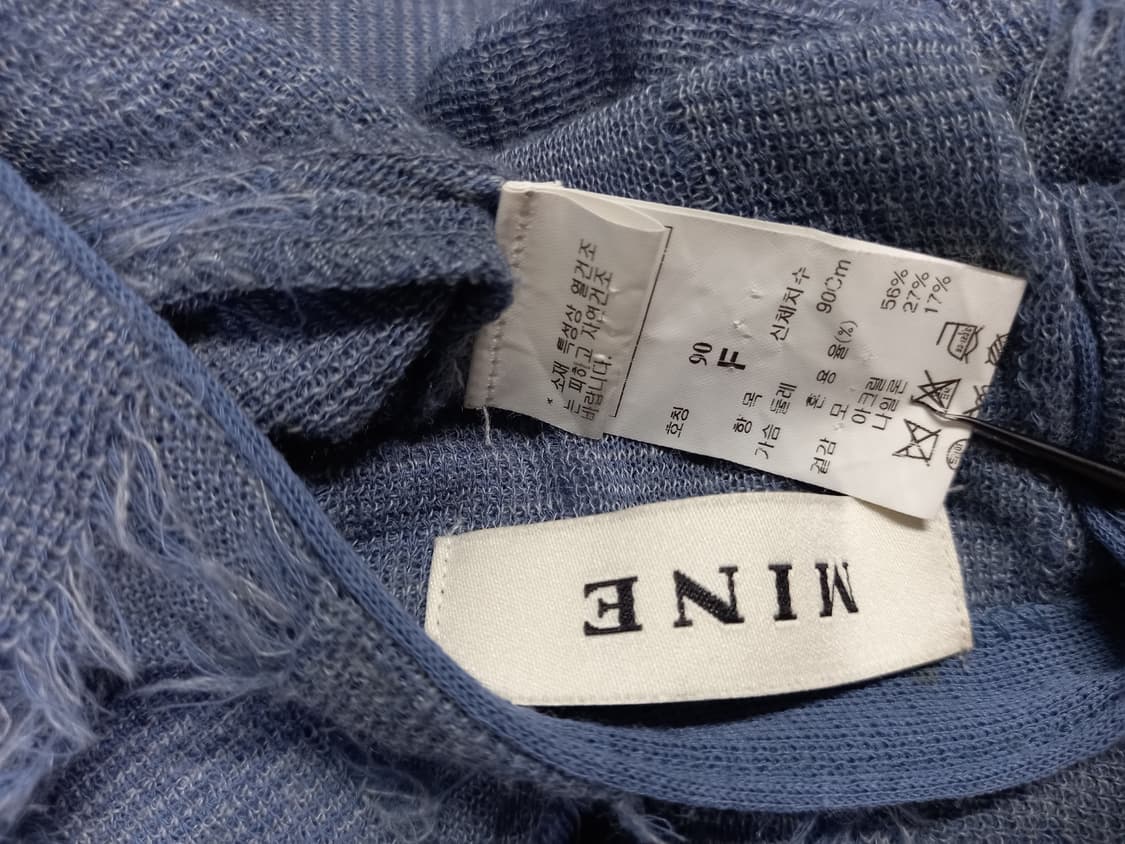 * 소재 특성상 열건조
는 피하고 자연건조
바랍니다.
호칭 90
F
항 목 신체치수
가슴 둘레 90Cm
혼 용 율(%)
겉감 56%
아크릴 27%
나일론 17%
MINE